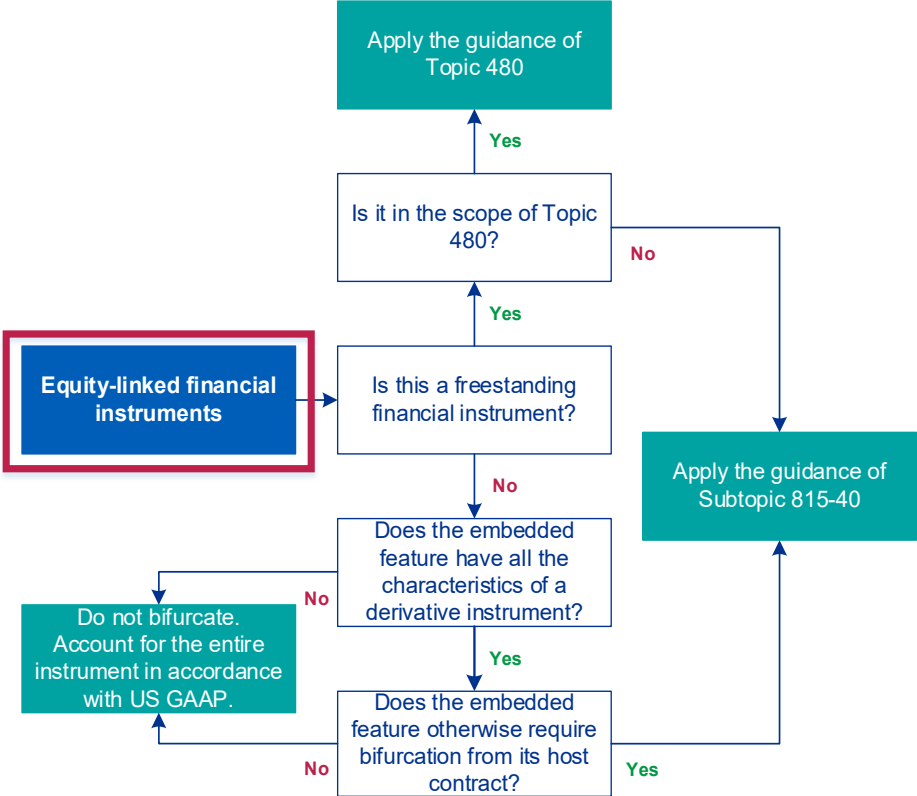 Apply the guidance of
Topic 480
Yes
Is it in the scope of Topic
480?
No
Yes
Equity-linked financial
instruments
Is this a freestanding
financial instrument?
Apply the guidance of
Subtopic 815-40
No
Does the embedded
feature have all the
characteristics of a
derivative instrument?
No
Do not bifurcate.
Account for the entire
instrument in accordance
with US GAAP.
Yes
Does the embedded
feature otherwise require
bifurcation from its host
contract?
No
Yes